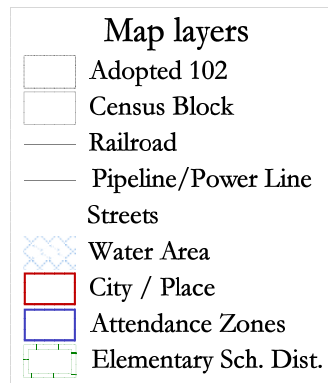 Map layers
Adopted 102
Census Block
Railroad
Pipeline/Power Line
Streets
Water Area
City / Place
Attendance Zones
Elementary Sch. Dist.